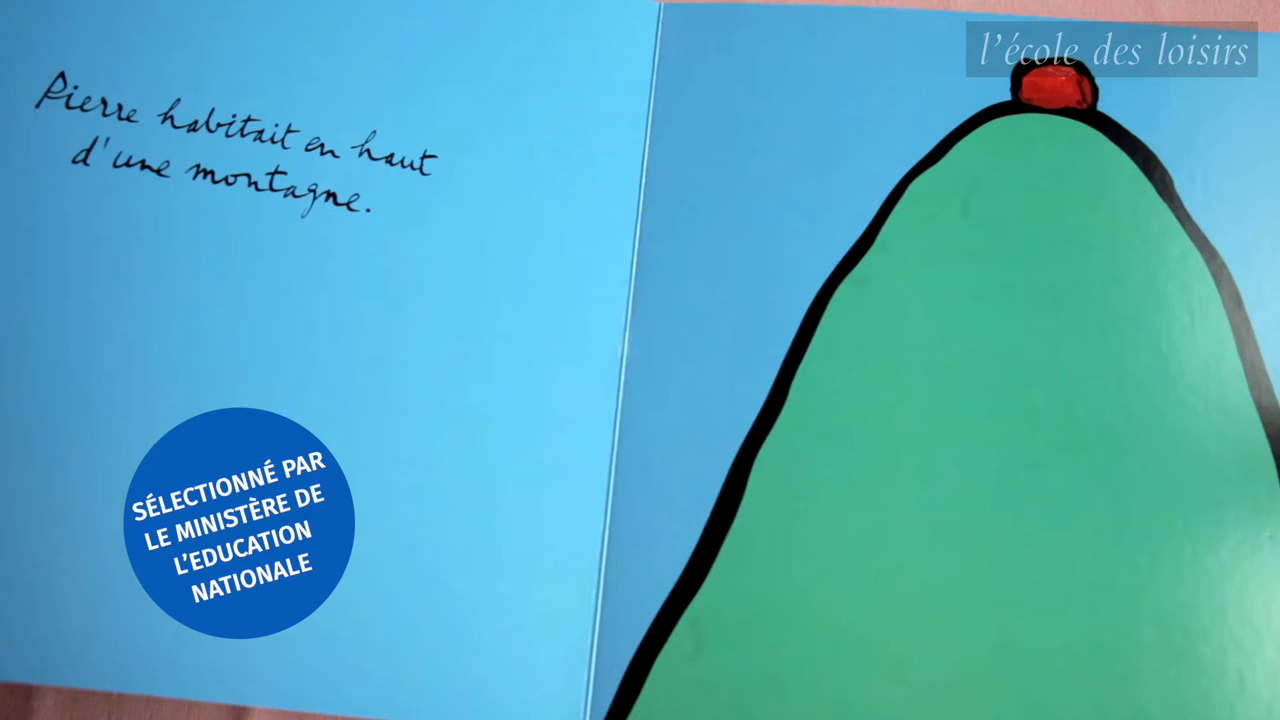 l'école des loisirs
Pierre habitait en haut
d'une montagne.
SÉLECTIONNÉ PAR
LE MINISTÈRE DE
L'EDUCATION
NATIONALE